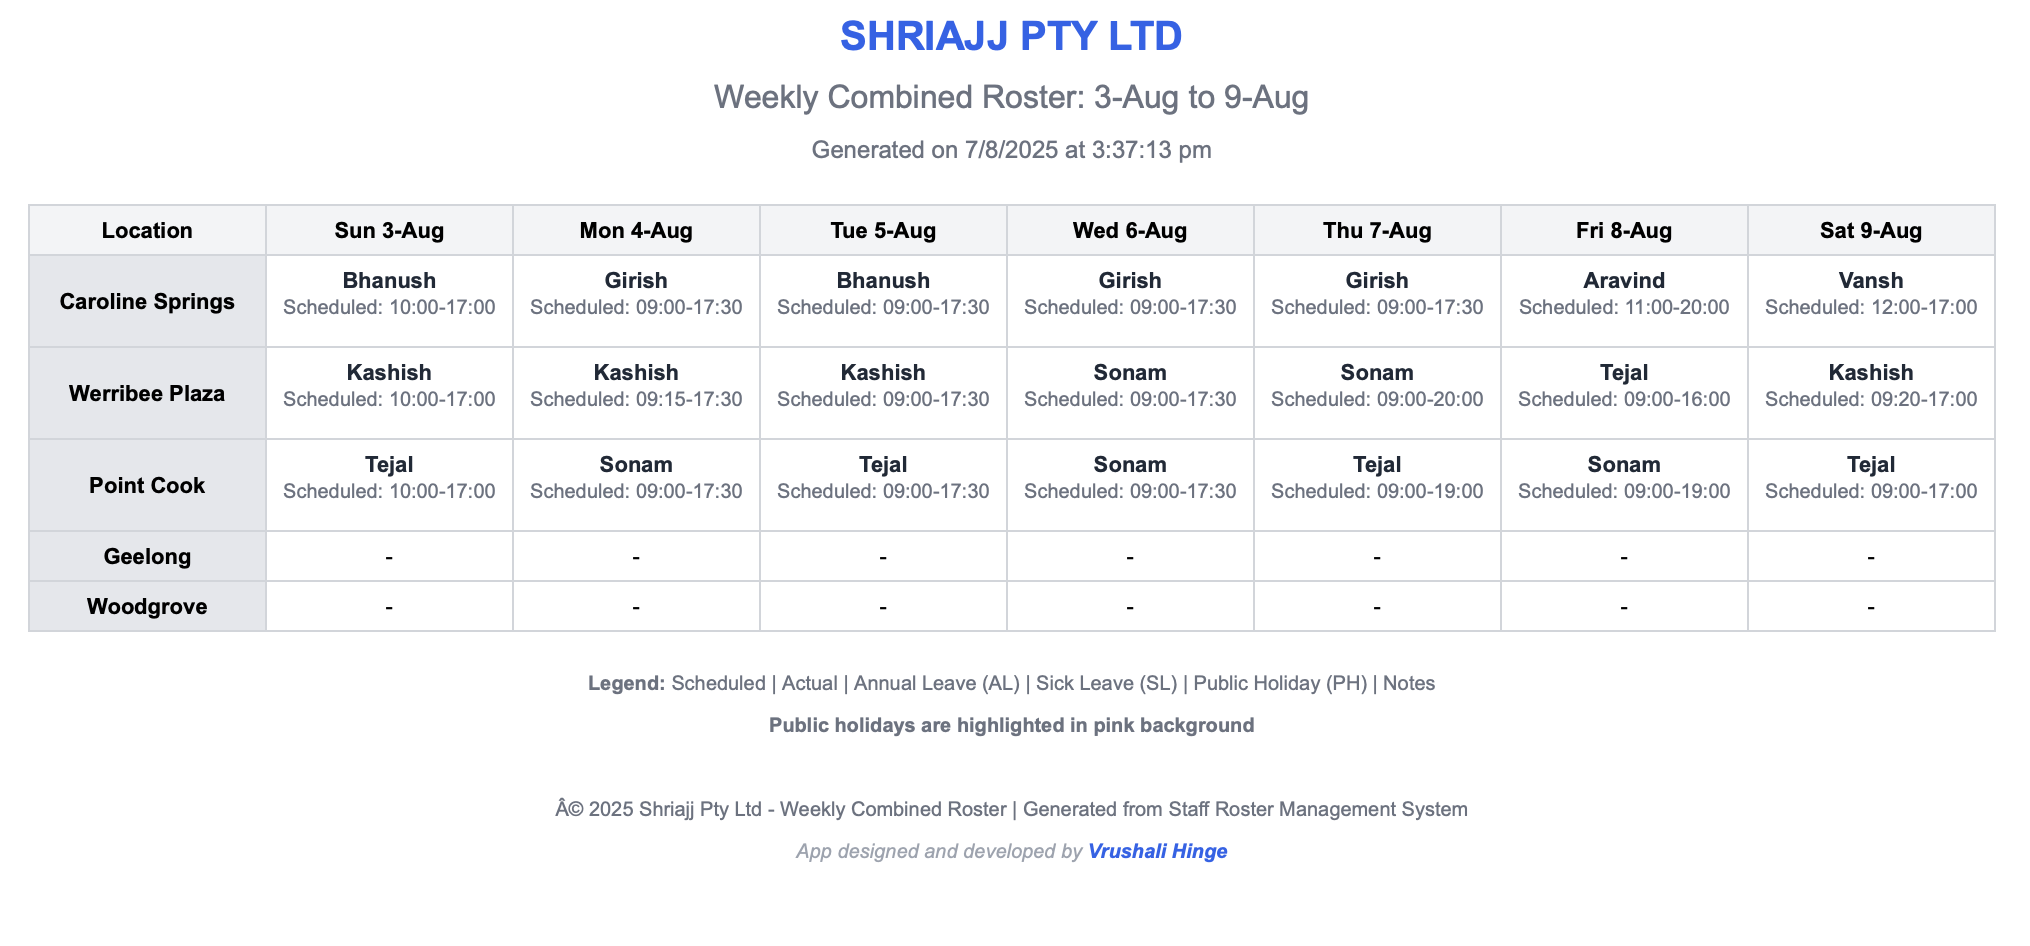 SHRIAJJ PTY LTD
Weekly Combined Roster: 3-Aug to 9-Aug
Generated on 7/8/2025 at 3:37:13 pm
Location Sun 3-Aug Mon 4-Aug Tue 5-Aug Wed 6-Aug Thu 7-Aug Fri 8-Aug Sat 9-Aug
Caroline Springs
Bhanush Girish Bhanush Girish Girish Aravind Vansh
Scheduled: 10:00-17:00 Scheduled: 09:00-17:30 Scheduled: 09:00-17:30 Scheduled: 09:00-17:30 Scheduled: 09:00-17:30 Scheduled: 11:00-20:00 Scheduled: 12:00-17:00
Werribee Plaza
Kashish Kashish Kashish Sonam Sonam Tejal Kashish
Scheduled: 10:00-17:00 Scheduled: 09:15-17:30 Scheduled: 09:00-17:30 Scheduled: 09:00-17:30 Scheduled: 09:00-20:00 Scheduled: 09:00-16:00 Scheduled: 09:20-17:00
Point Cook
Tejal Sonam Tejal Sonam Tejal Sonam Tejal
Scheduled: 10:00-17:00 Scheduled: 09:00-17:30 Scheduled: 09:00-17:30 Scheduled: 09:00-17:30 Scheduled: 09:00-19:00 Scheduled: 09:00-19:00 Scheduled: 09:00-17:00
Geelong - - - - - - -
Woodgrove - - - - - - -
Legend: Scheduled | Actual | Annual Leave (AL) | Sick Leave (SL) | Public Holiday (PH) | Notes
Public holidays are highlighted in pink background
Â© 2025 Shriajj Pty Ltd - Weekly Combined Roster | Generated from Staff Roster Management System
App designed and developed by Vrushali Hinge